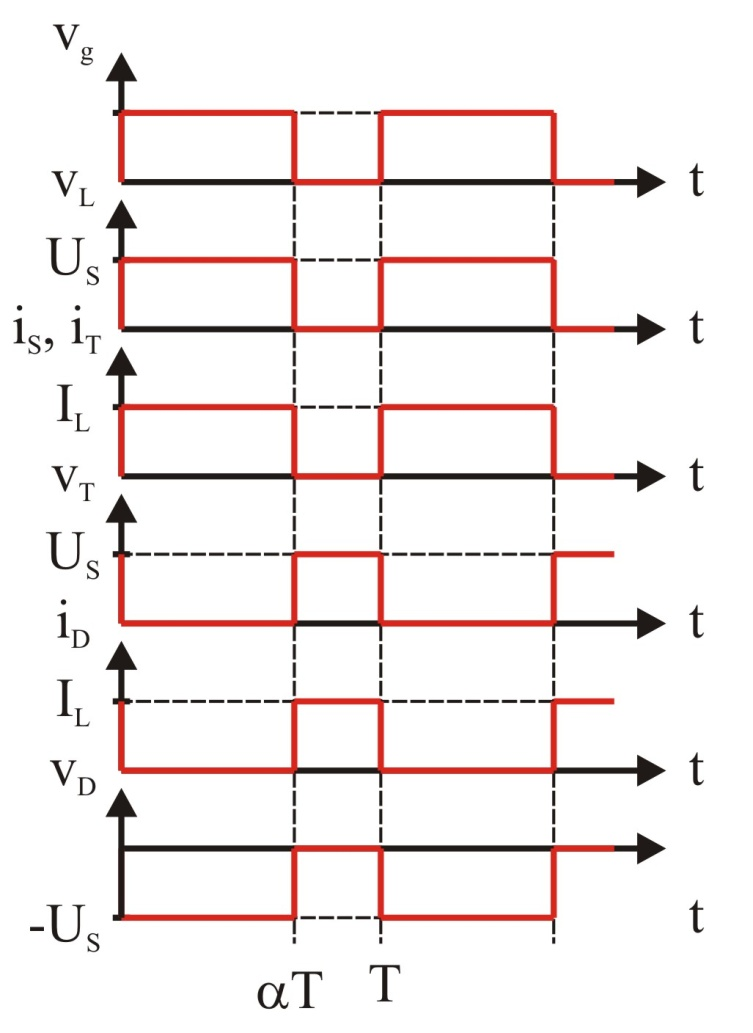 v_g
t
v_L
U_S
t
i_S, i_T
I_L
t
v_T
U_S
t
i_D
I_L
t
v_D
t
-U_S
αT T